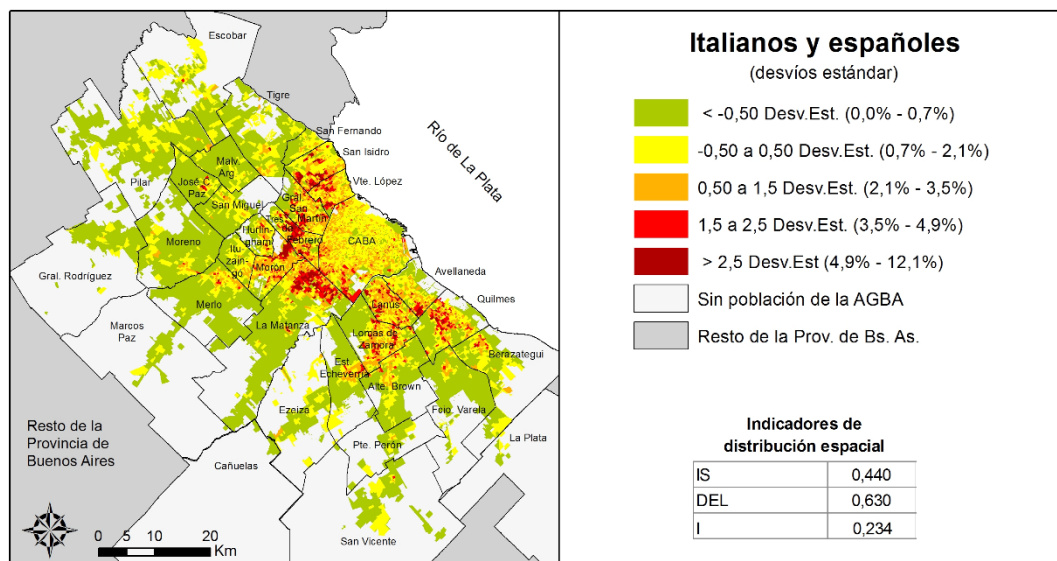 Escobar
Tigre
San Fernando
San Isidro
Río de La Plata
Vte. López
Malv.
Arg.
Pilar
José C.
Paz
San Miguel
Gral.
San
Martín
Tres
de
Febrero
Hurlin-
gham
CABA
Moreno
Itu-
zain-
gó
Morón
Avellaneda
Gral. Rodríguez
Quilmes
Merlo
Lanús
La Matanza
Marcos
Paz
Lomas de
Zamora
Berazategui
Est.
Echeverría
Alte. Brown
Ezeiza
Fcio. Varela
La Plata
Resto de la
Provincia de
Buenos Aires
Pte. Perón
Cañuelas
San Vicente
0 5 10 20
Km
Italianos y españoles
(desvíos estándar)
< -0,50 Desv.Est. (0,0% - 0,7%)
-0,50 a 0,50 Desv.Est. (0,7% - 2,1%)
0,50 a 1,5 Desv.Est. (2,1% - 3,5%)
1,5 a 2,5 Desv.Est. (3,5% - 4,9%)
> 2,5 Desv.Est (4,9% - 12,1%)
Sin población de la AGBA
Resto de la Prov. de Bs. As.
Indicadores de
distribución espacial
IS 0,440
DEL 0,630
I 0,234